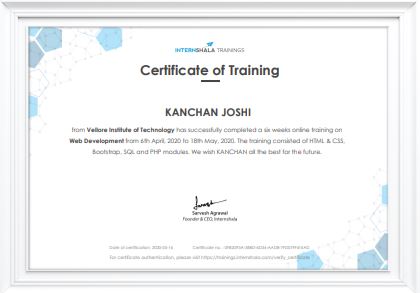 INTERNSHALA TRAININGS
Certificate of Training
KANCHAN JOSHI
from Vellore Institute of Technology has successfully completed a six weeks online training on
Web Development from 6th April, 2020 to 18th May, 2020. The training consisted of HTML & CSS,
Bootstrap, SQL and PHP modules. We wish KANCHAN all the best for the future.
Sarvesh Agrawal
Founder & CEO, Internshala
Date of certification: 2020-05-16 Certificate no.:
For certificate authentication, please visit https://trainings.internshala.com/verify_certificate